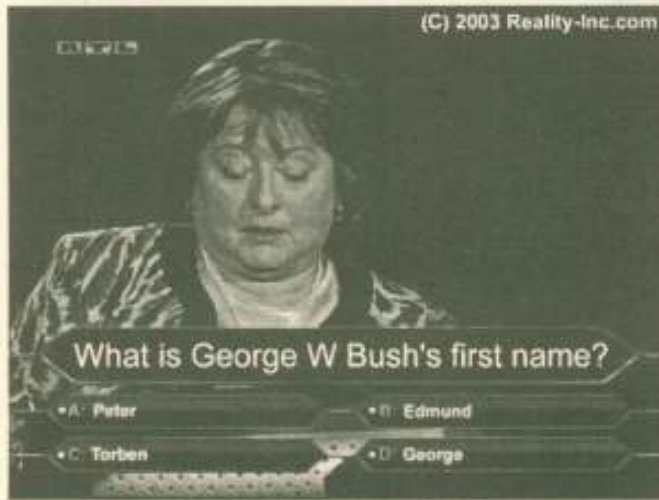 (C) 2003 Reality-Inc.com
RTL
What is George W Bush's first name?
•A: Peter
•B: Edmund
•C: Torben
•D: George